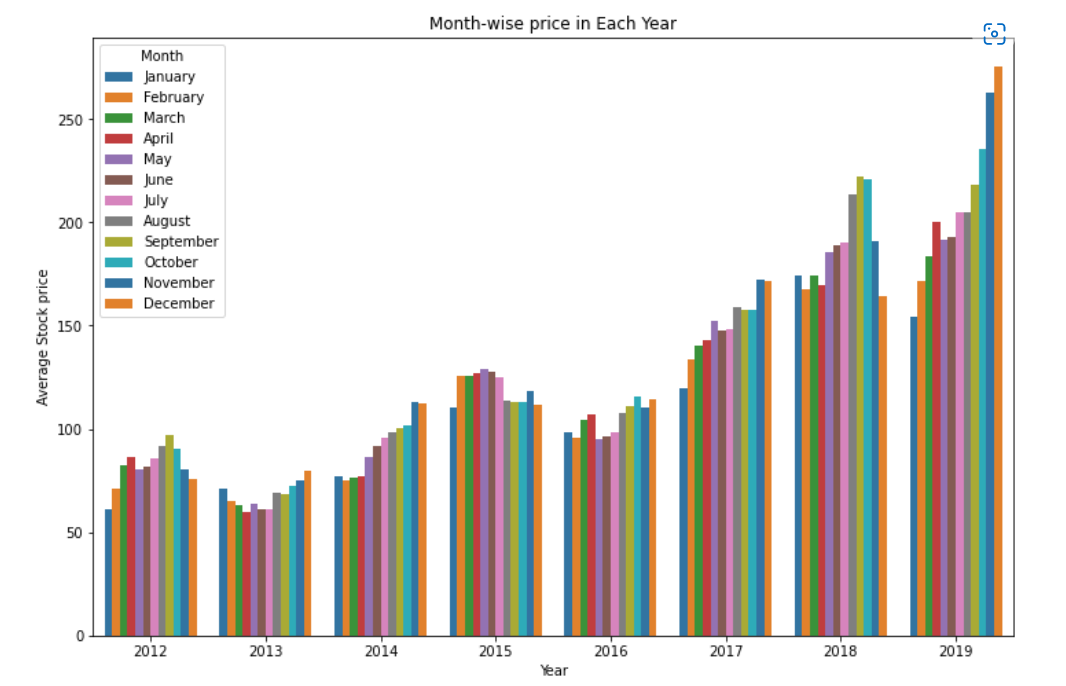 Month-wise price in Each Year
Month
January
February
March
April
May
June
July
August
September
October
November
December
250
200
150
100
50
0
Average Stock price
2012 2013 2014 2015 2016 2017 2018 2019
Year